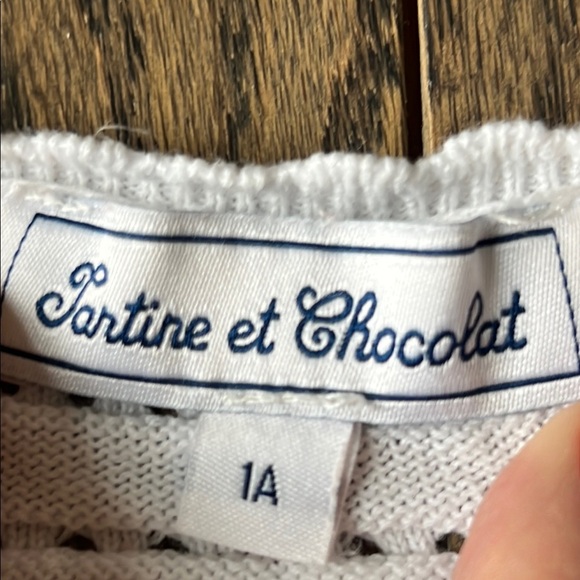 Tartine et Chocolat
1A